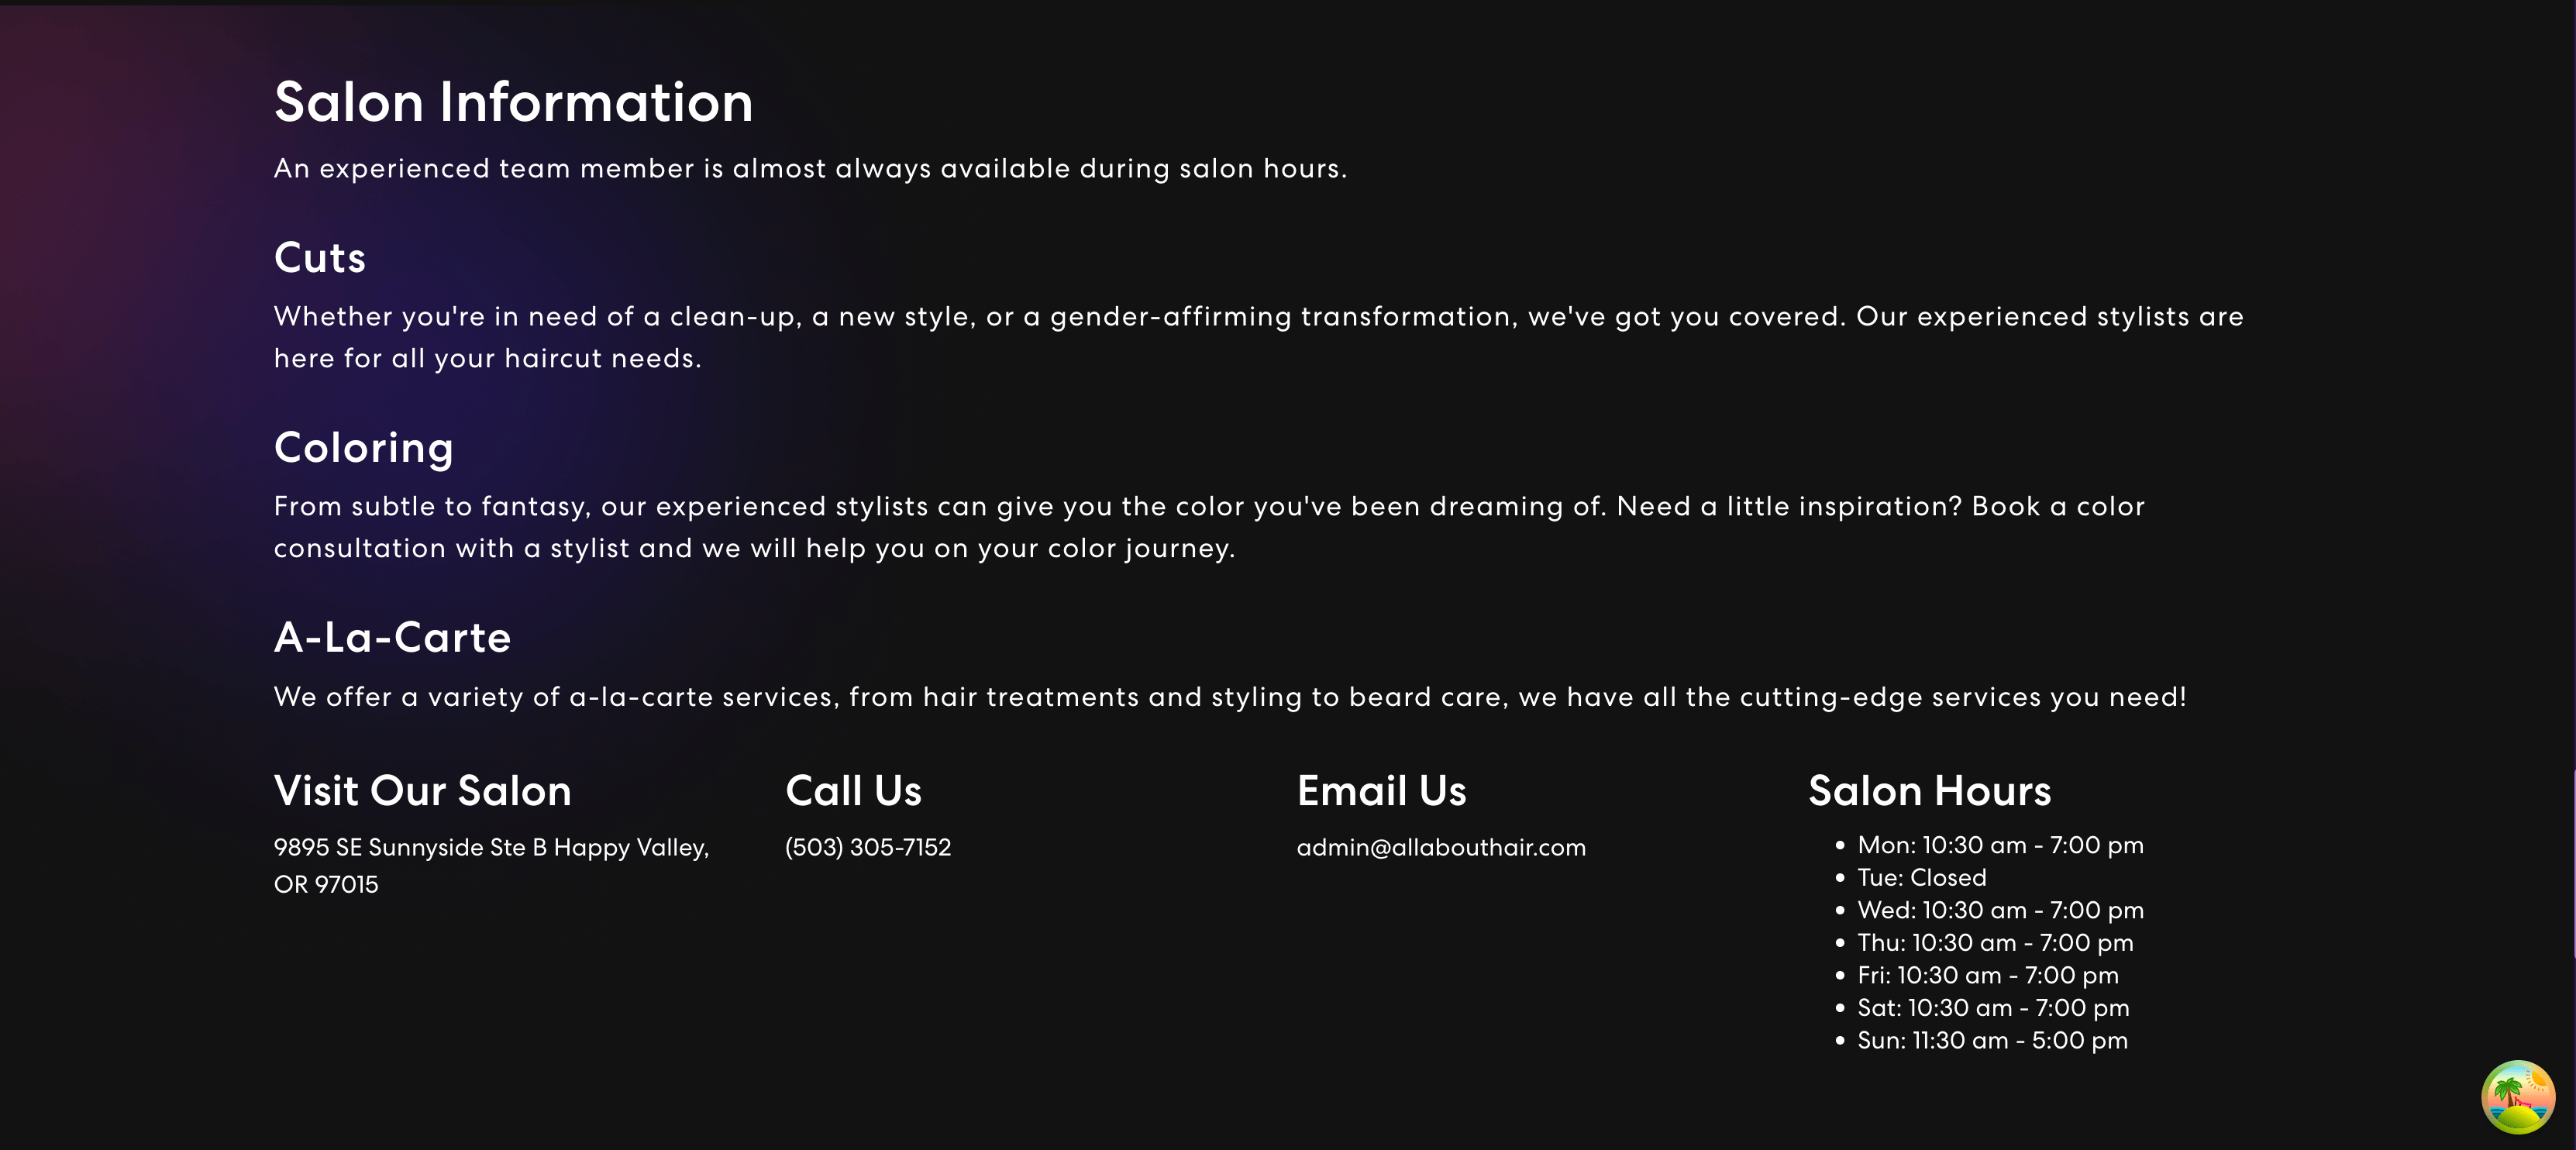 Salon Information
An experienced team member is almost always available during salon hours.
Cuts
Whether you're in need of a clean-up, a new style, or a gender-affirming transformation, we've got you covered. Our experienced stylists are
here for all your haircut needs.
Coloring
From subtle to fantasy, our experienced stylists can give you the color you've been dreaming of. Need a little inspiration? Book a color
consultation with a stylist and we will help you on your color journey.
A-La-Carte
We offer a variety of a-la-carte services, from hair treatments and styling to beard care, we have all the cutting-edge services you need!
Visit Our Salon
9895 SE Sunnyside Ste B Happy Valley,
OR 97015
Call Us
(503) 305-7152
Email Us
admin@allabouthair.com
Salon Hours
• Mon: 10:30 am - 7:00 pm
• Tue: Closed
• Wed: 10:30 am - 7:00 pm
• Thu: 10:30 am - 7:00 pm
• Fri: 10:30 am - 7:00 pm
• Sat: 10:30 am - 7:00 pm
• Sun: 11:30 am - 5:00 pm